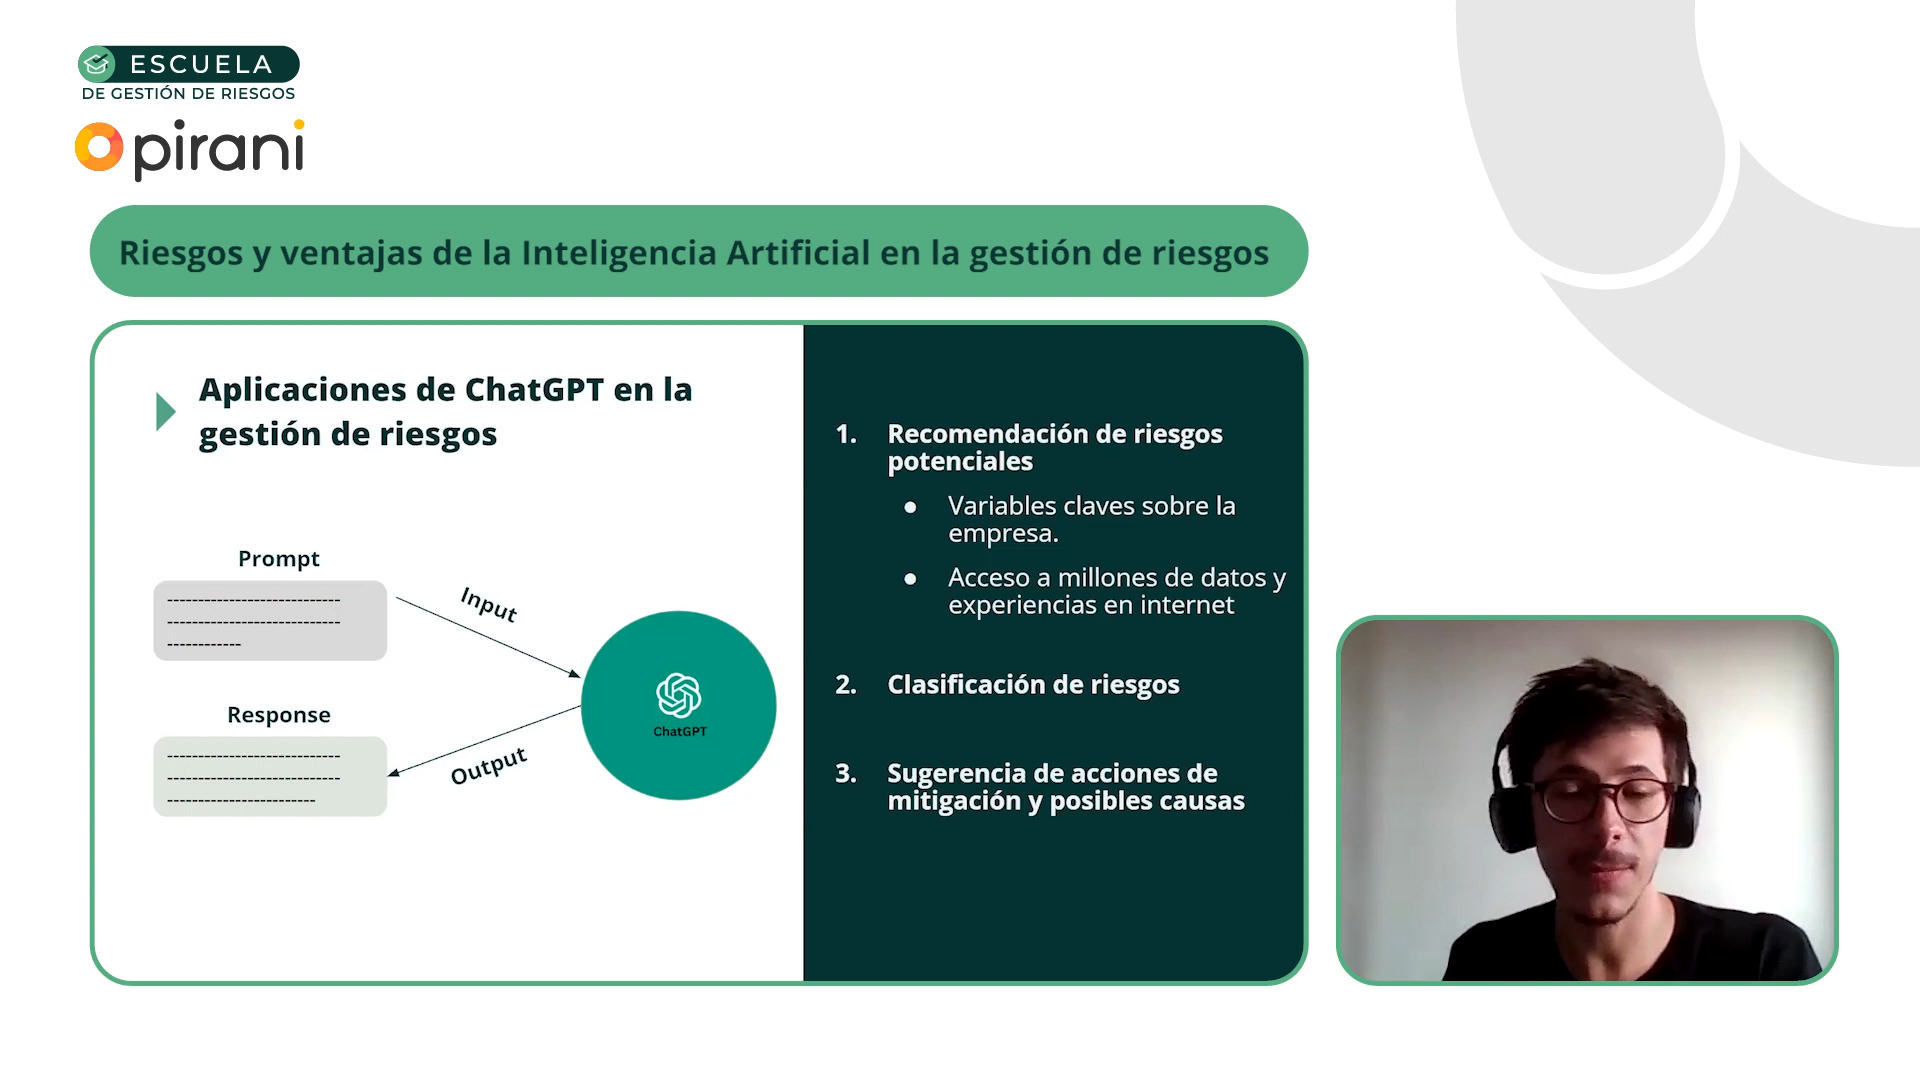 ESCUELA
DE GESTIÓN DE RIESGOS
pirani
Riesgos y ventajas de la Inteligencia Artificial en la gestión de riesgos
Aplicaciones de ChatGPT en la
gestión de riesgos
Prompt
Input
Response
Output
ChatGPT
1. Recomendación de riesgos
potenciales
● Variables claves sobre la
empresa.
● Acceso a millones de datos y
experiencias en internet
2. Clasificación de riesgos
3. Sugerencia de acciones de
mitigación y posibles causas